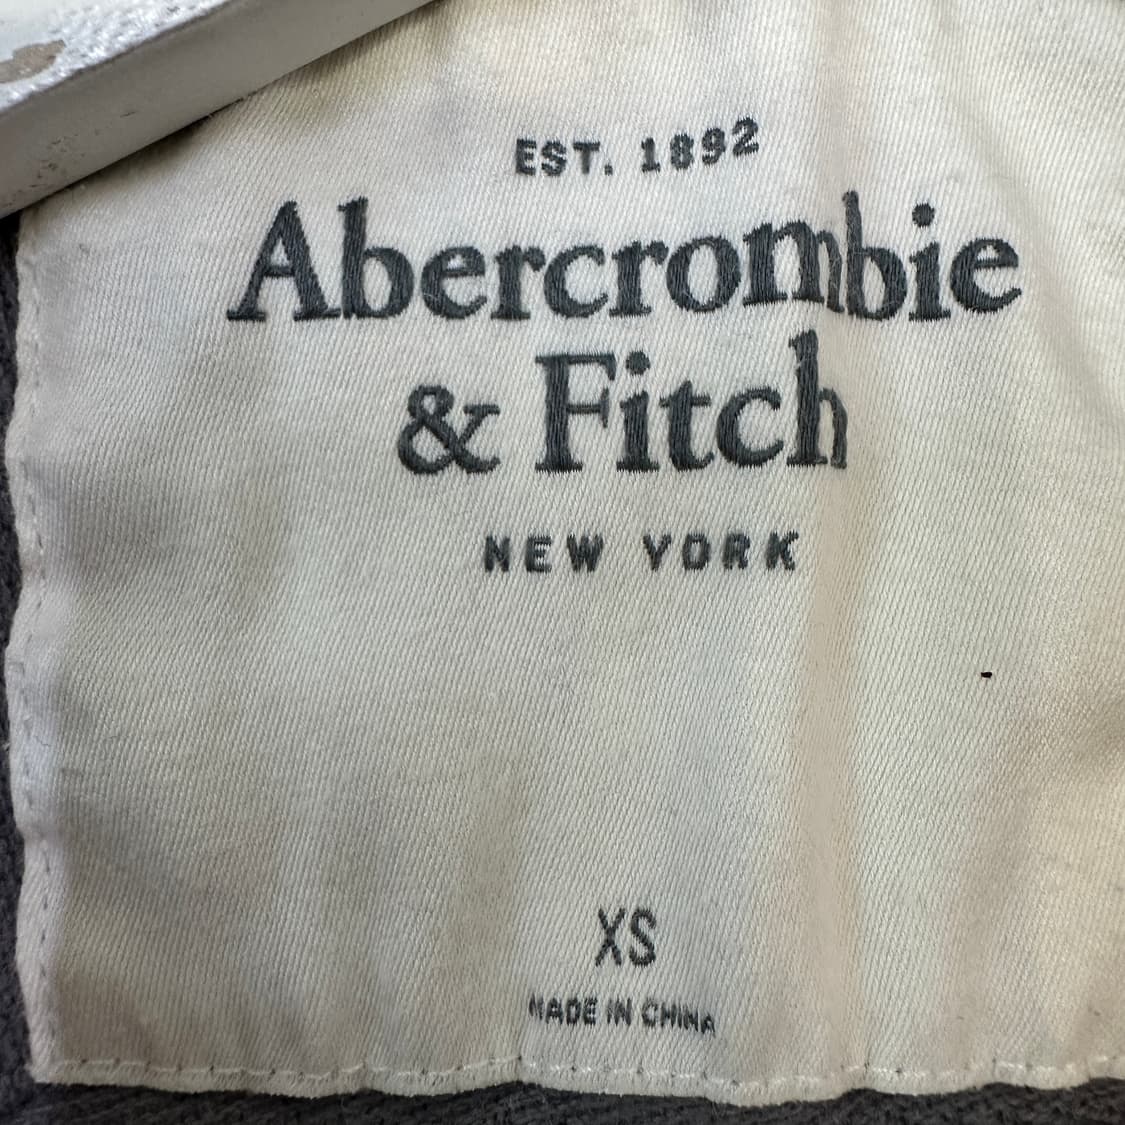 EST. 1892
Abercrombie
& Fitch
NEW YORK
XS
MADE IN CHINA